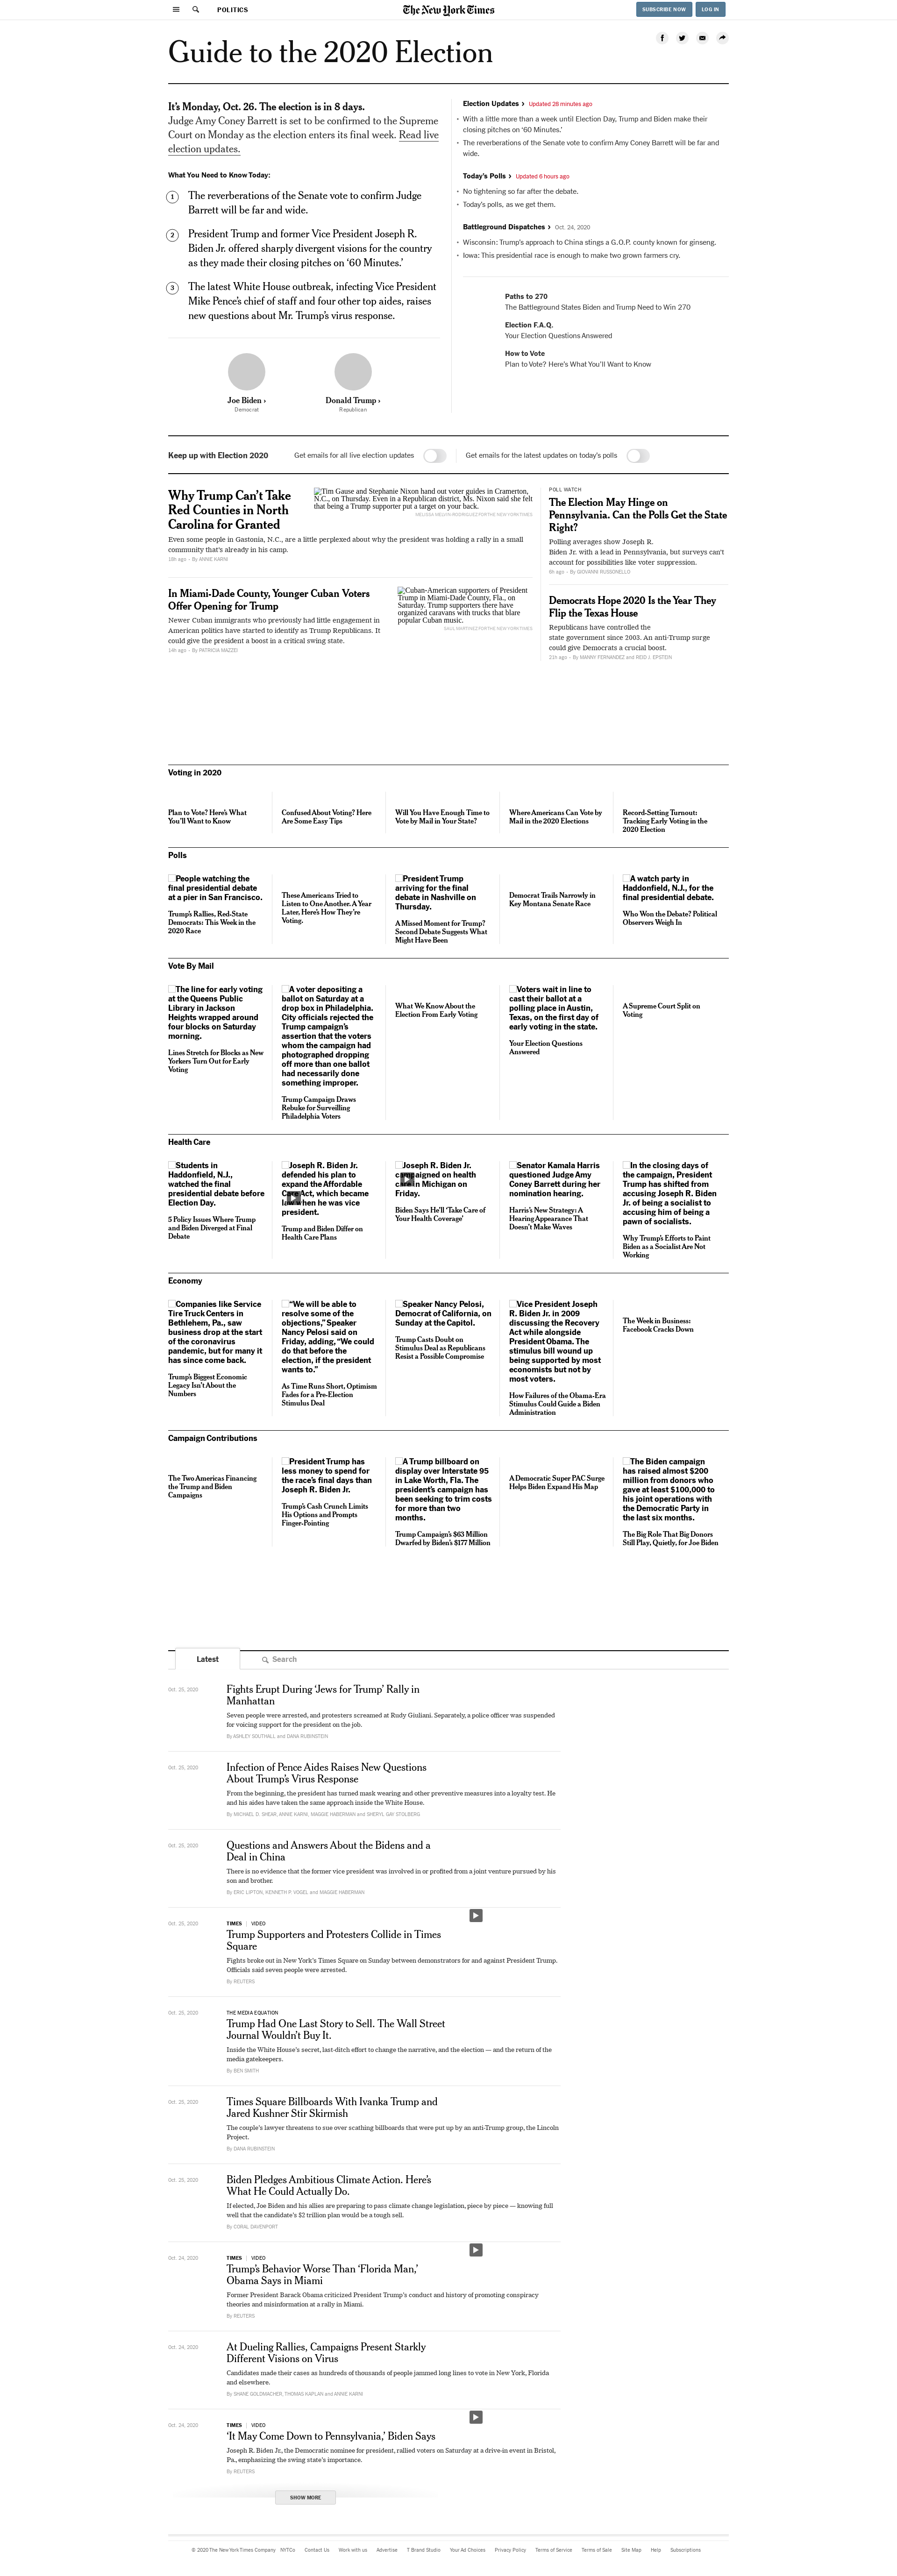 POLITICS
The New York Times
SUBSCRIBE NOW
LOG IN
Guide to the 2020 Election
It's Monday, Oct. 26. The election is in 8 days.
Judge Amy Coney Barrett is set to be confirmed to the Supreme
Court on Monday as the election enters its final week. Read live
election updates.
What You Need to Know Today:
1 The reverberations of the Senate vote to confirm Judge
Barrett will be far and wide.
2 President Trump and former Vice President Joseph R.
Biden Jr. offered sharply divergent visions for the country
as they made their closing pitches on '60 Minutes.'
3 The latest White House outbreak, infecting Vice President
Mike Pence's chief of staff and four other top aides, raises
new questions about Mr. Trump's virus response.
Joe Biden ›
Democrat
Donald Trump ›
Republican
Election Updates › Updated 28 minutes ago
• With a little more than a week until Election Day, Trump and Biden make their
closing pitches on '60 Minutes.'
• The reverberations of the Senate vote to confirm Amy Coney Barrett will be far and
wide.
Today's Polls › Updated 6 hours ago
• No tightening so far after the debate.
• Today's polls, as we get them.
Battleground Dispatches › Oct. 24, 2020
• Wisconsin: Trump's approach to China stings a G.O.P. county known for ginseng.
• Iowa: This presidential race is enough to make two grown farmers cry.
Paths to 270
The Battleground States Biden and Trump Need to Win 270
Election F.A.Q.
Your Election Questions Answered
How to Vote
Plan to Vote? Here's What You'll Want to Know
Keep up with Election 2020
Get emails for all live election updates
Get emails for the latest updates on today's polls
Why Trump Can't Take
Red Counties in North
Carolina for Granted
Tim Gause and Stephanie Nixon hand out voter guides in Cramerton,
N.C., on Thursday. Even in a Republican district, Ms. Nixon said she felt
that being a Trump supporter put a target on your back.
MELISSA MELVIN-RODRIGUEZ FOR THE NEW YORK TIMES
Even some people in Gastonia, N.C., are a little perplexed about why the president was holding a rally in a small
community that's already in his camp.
18h ago – By ANNIE KARNI
In Miami-Dade County, Younger Cuban Voters
Offer Opening for Trump
Newer Cuban immigrants who previously had little engagement in
American politics have started to identify as Trump Republicans. It
could give the president a boost in a critical swing state.
14h ago – By PATRICIA MAZZEI
Cuban-American supporters of President
Trump in Miami-Dade County, Fla., on
Saturday. Trump supporters there have
organized caravans with trucks that blare
popular Cuban music.
SAUL MARTINEZ FOR THE NEW YORK TIMES
POLL WATCH
The Election May Hinge on
Pennsylvania. Can the Polls Get the State
Right?
Polling averages show Joseph R.
Biden Jr. with a lead in Pennsylvania, but surveys can't
account for possibilities like voter suppression.
6h ago – By GIOVANNI RUSSONELLO
Democrats Hope 2020 Is the Year They
Flip the Texas House
Republicans have controlled the
state government since 2003. An anti-Trump surge
could give Democrats a crucial boost.
21h ago – By MANNY FERNANDEZ and REID J. EPSTEIN
Voting in 2020
Plan to Vote? Here's What
You'll Want to Know
Confused About Voting? Here
Are Some Easy Tips
Will You Have Enough Time to
Vote by Mail in Your State?
Where Americans Can Vote by
Mail in the 2020 Elections
Record-Setting Turnout:
Tracking Early Voting in the
2020 Election
Polls
People watching the
final presidential debate
at a pier in San Francisco.
Trump's Rallies, Red-State
Democrats: This Week in the
2020 Race
These Americans Tried to
Listen to One Another. A Year
Later, Here's How They're
Voting.
President Trump
arriving for the final
debate in Nashville on
Thursday.
A Missed Moment for Trump?
Second Debate Suggests What
Might Have Been
Democrat Trails Narrowly in
Key Montana Senate Race
A watch party in
Haddonfield, N.J., for the
final presidential debate.
Who Won the Debate? Political
Observers Weigh In
Vote By Mail
The line for early voting
at the Queens Public
Library in Jackson
Heights wrapped around
four blocks on Saturday
morning.
Lines Stretch for Blocks as New
Yorkers Turn Out for Early
Voting
A voter depositing a
ballot on Saturday at a
drop box in Philadelphia.
City officials rejected the
Trump campaign's
assertion that the voters
whom the campaign had
photographed dropping
off more than one ballot
had necessarily done
something improper.
Trump Campaign Draws
Rebuke for Surveilling
Philadelphia Voters
What We Know About the
Election From Early Voting
Voters wait in line to
cast their ballot at a
polling place in Austin,
Texas, on the first day of
early voting in the state.
Your Election Questions
Answered
A Supreme Court Split on
Voting
Health Care
Students in
Haddonfield, N.J.,
watched the final
presidential debate before
Election Day.
5 Policy Issues Where Trump
and Biden Diverged at Final
Debate
Joseph R. Biden Jr.
defended his plan to
expand the Affordable
Act, which became
when he was vice
president.
Trump and Biden Differ on
Health Care Plans
Joseph R. Biden Jr.
on health
in Michigan on
Friday.
Biden Says He'll 'Take Care of
Your Health Coverage'
Senator Kamala Harris
questioned Judge Amy
Coney Barrett during her
nomination hearing.
Harris's New Strategy: A
Hearing Appearance That
Doesn't Make Waves
In the closing days of
the campaign, President
Trump has shifted from
accusing Joseph R. Biden
Jr. of being a socialist to
accusing him of being a
pawn of socialists.
Why Trump's Efforts to Paint
Biden as a Socialist Are Not
Working
Economy
Companies like Service
Tire Truck Centers in
Bethlehem, Pa., saw
business drop at the start
of the coronavirus
pandemic, but for many it
has since come back.
Trump's Biggest Economic
Legacy Isn't About the
Numbers
"We will be able to
resolve some of the
objections," Speaker
Nancy Pelosi said on
Friday, adding, "We could
do that before the
election, if the president
wants to."
As Time Runs Short, Optimism
Fades for a Pre-Election
Stimulus Deal
Speaker Nancy Pelosi,
Democrat of California, on
Sunday at the Capitol.
Trump Casts Doubt on
Stimulus Deal as Republicans
Resist a Possible Compromise
Vice President Joseph
R. Biden Jr. in 2009
discussing the Recovery
Act while alongside
President Obama. The
stimulus bill wound up
being supported by most
economists but not by
most voters.
How Failures of the Obama-Era
Stimulus Could Guide a Biden
Administration
The Week in Business:
Facebook Cracks Down
Campaign Contributions
The Two Americas Financing
the Trump and Biden
Campaigns
President Trump has
less money to spend for
the race's final days than
Joseph R. Biden Jr.
Trump's Cash Crunch Limits
His Options and Prompts
Finger-Pointing
A Trump billboard on
display over Interstate 95
in Lake Worth, Fla. The
president's campaign has
been seeking to trim costs
for more than two
months.
Trump Campaign's $63 Million
Dwarfed by Biden's $177 Million
A Democratic Super PAC Surge
Helps Biden Expand His Map
The Biden campaign
has raised almost $200
million from donors who
gave at least $100,000 to
his joint operations with
the Democratic Party in
the last six months.
The Big Role That Big Donors
Still Play, Quietly, for Joe Biden
Latest
Search
Oct. 25, 2020
Fights Erupt During 'Jews for Trump' Rally in
Manhattan
Seven people were arrested, and protesters screamed at Rudy Giuliani. Separately, a police officer was suspended
for voicing support for the president on the job.
By ASHLEY SOUTHALL and DANA RUBINSTEIN
Oct. 25, 2020
Infection of Pence Aides Raises New Questions
About Trump's Virus Response
From the beginning, the president has turned mask wearing and other preventive measures into a loyalty test. He
and his aides have taken the same approach inside the White House.
By MICHAEL D. SHEAR, ANNIE KARNI, MAGGIE HABERMAN and SHERYL GAY STOLBERG
Oct. 25, 2020
Questions and Answers About the Bidens and a
Deal in China
There is no evidence that the former vice president was involved in or profited from a joint venture pursued by his
son and brother.
By ERIC LIPTON, KENNETH P. VOGEL and MAGGIE HABERMAN
Oct. 25, 2020
TIMES | VIDEO
Trump Supporters and Protesters Collide in Times
Square
Fights broke out in New York's Times Square on Sunday between demonstrators for and against President Trump.
Officials said seven people were arrested.
By REUTERS
Oct. 25, 2020
THE MEDIA EQUATION
Trump Had One Last Story to Sell. The Wall Street
Journal Wouldn't Buy It.
Inside the White House's secret, last-ditch effort to change the narrative, and the election — and the return of the
media gatekeepers.
By BEN SMITH
Oct. 25, 2020
Times Square Billboards With Ivanka Trump and
Jared Kushner Stir Skirmish
The couple's lawyer threatens to sue over scathing billboards that were put up by an anti-Trump group, the Lincoln
Project.
By DANA RUBINSTEIN
Oct. 25, 2020
Biden Pledges Ambitious Climate Action. Here's
What He Could Actually Do.
If elected, Joe Biden and his allies are preparing to pass climate change legislation, piece by piece — knowing full
well that the candidate's $2 trillion plan would be a tough sell.
By CORAL DAVENPORT
Oct. 24, 2020
TIMES | VIDEO
Trump's Behavior Worse Than 'Florida Man,'
Obama Says in Miami
Former President Barack Obama criticized President Trump's conduct and history of promoting conspiracy
theories and misinformation at a rally in Miami.
By REUTERS
Oct. 24, 2020
At Dueling Rallies, Campaigns Present Starkly
Different Visions on Virus
Candidates made their cases as hundreds of thousands of people jammed long lines to vote in New York, Florida
and elsewhere.
By SHANE GOLDMACHER, THOMAS KAPLAN and ANNIE KARNI
Oct. 24, 2020
TIMES | VIDEO
'It May Come Down to Pennsylvania,' Biden Says
Joseph R. Biden Jr., the Democratic nominee for president, rallied voters on Saturday at a drive-in event in Bristol,
Pa., emphasizing the swing state's importance.
By REUTERS
SHOW MORE
© 2020 The New York Times Company NYTCo Contact Us Work with us Advertise T Brand Studio Your Ad Choices Privacy Policy Terms of Service Terms of Sale Site Map Help Subscriptions